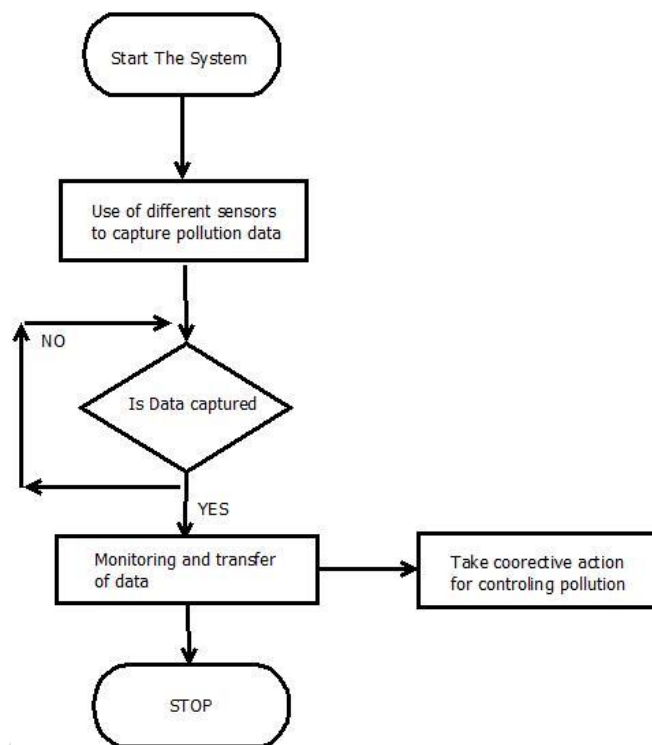 Start The System
Use of different sensors
to capture pollution data
NO
Is Data captured
YES
Monitoring and transfer
of data
Take coorective action
for controling pollution
STOP